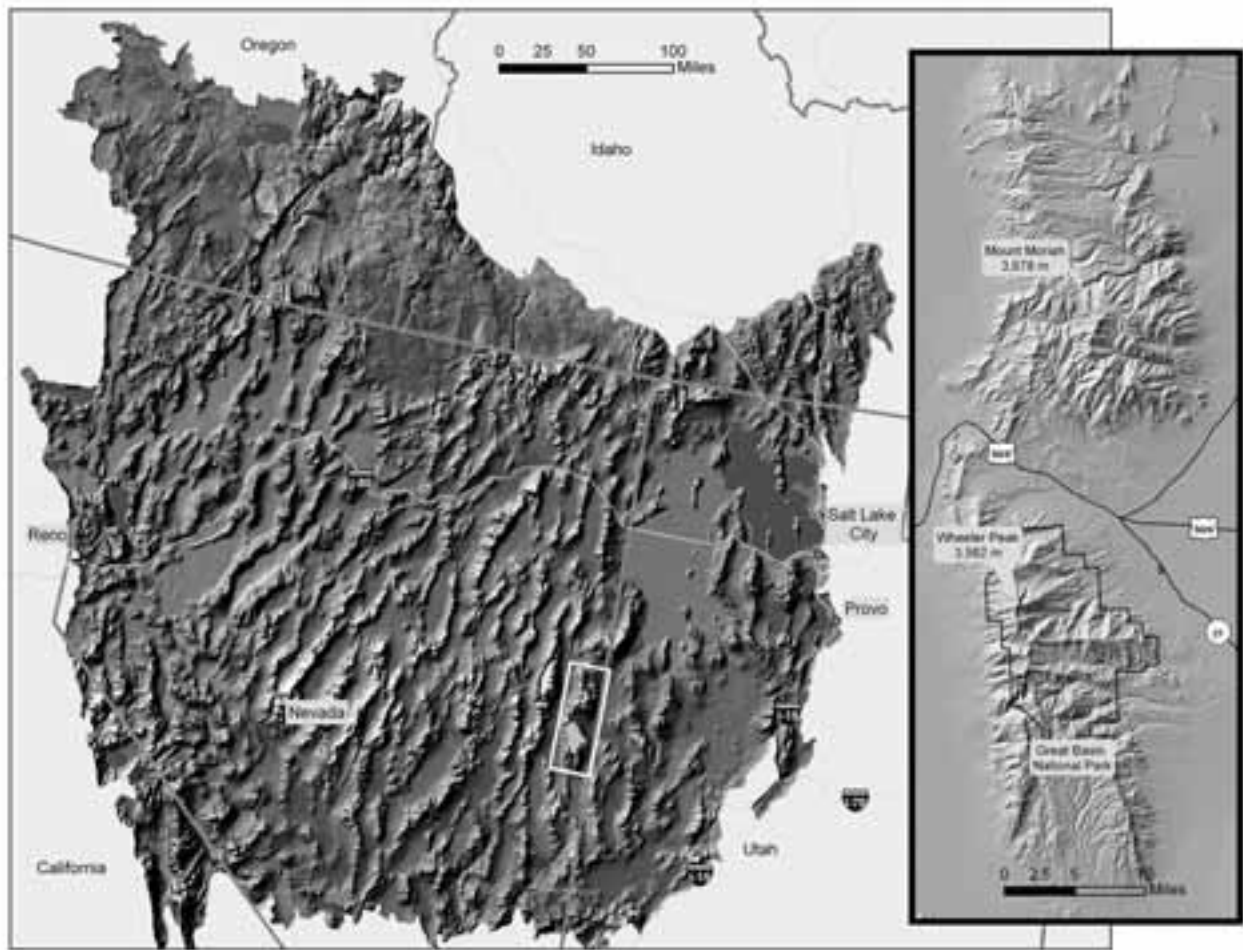 Oregon
0 25 50 100
Miles
Idaho
Mount Moriah
3,678 m
Reno
Salt Lake
City
Wheeler Peak
3,982 m
Provo
Nevada
Great Basin
National Park
Utah
California
0 2.5 5 10
Miles